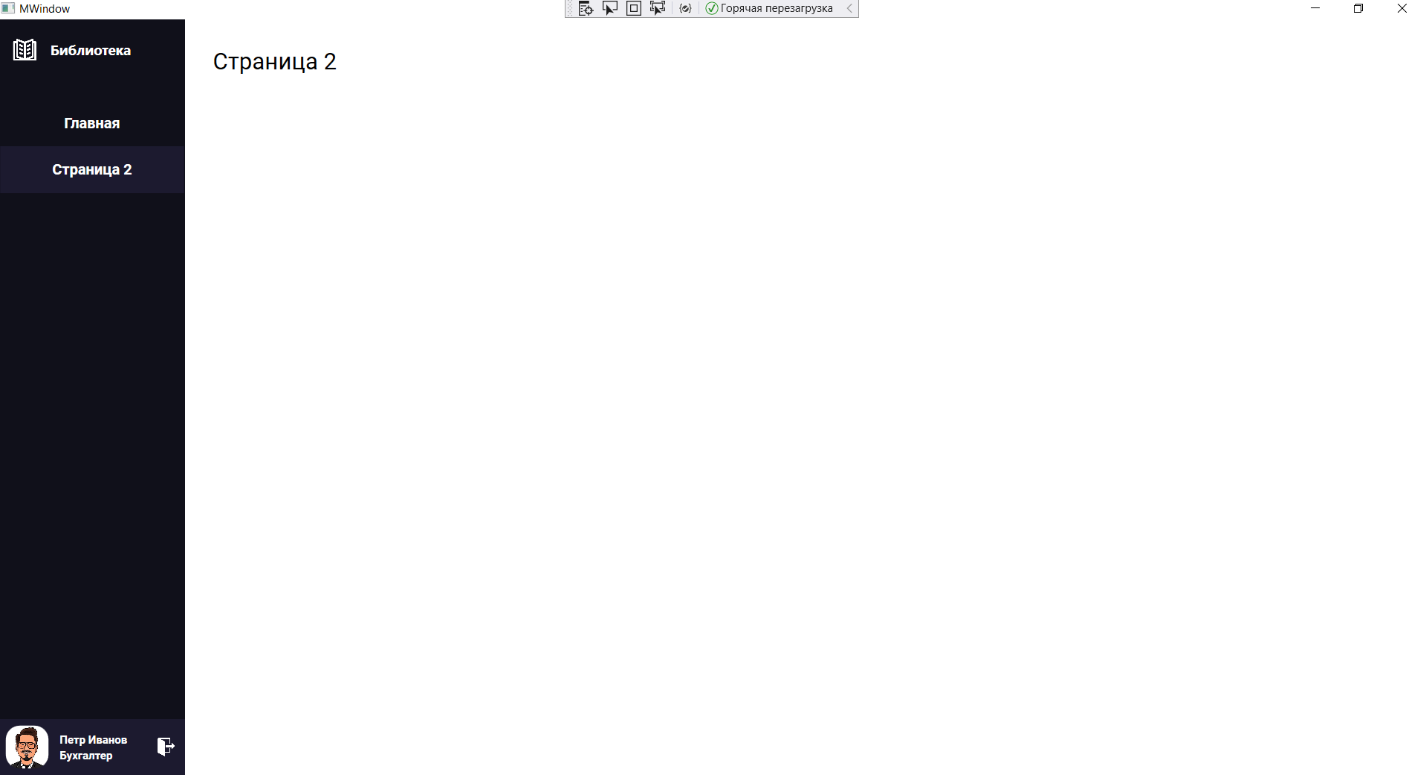 MWindow
Горячая перезагрузка
Библиотека
Страница 2
Главная
Страница 2
Петр Иванов
Бухгалтер